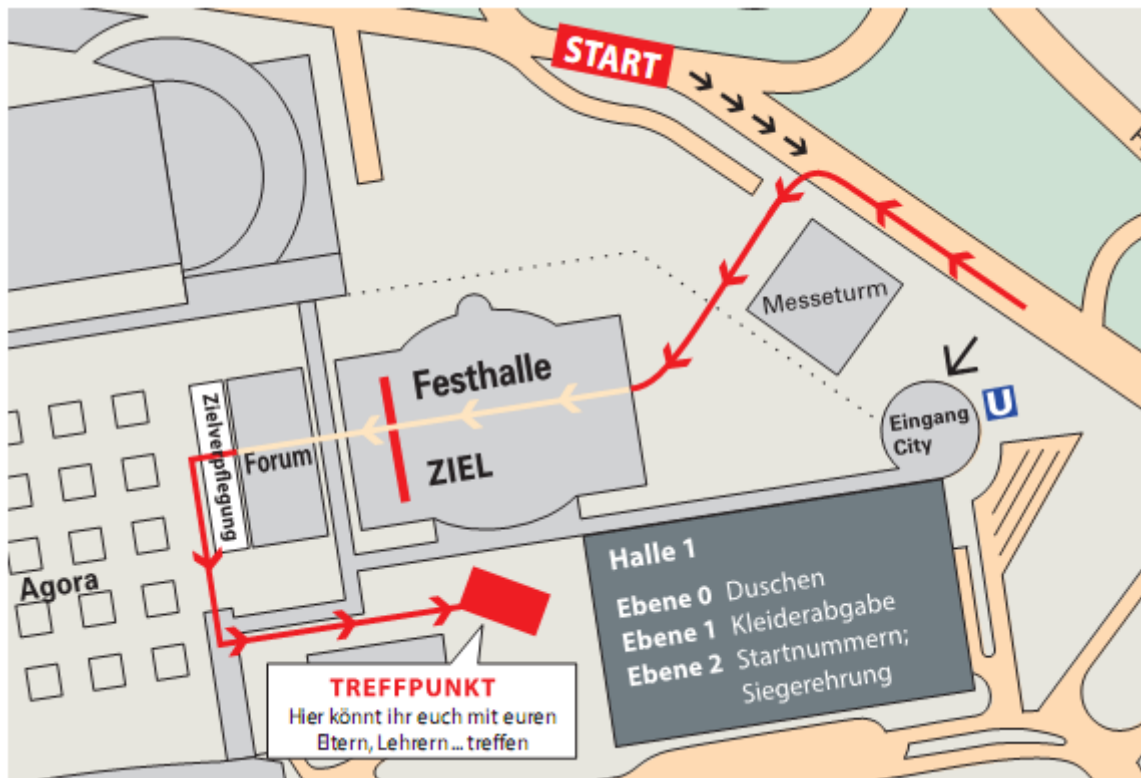 START
Messeturm
Festhalle
ZIEL
Eingang
City
U
Zielverpflegung
Forum
Agora
Halle 1
Ebene 0 Duschen
Ebene 1 Kleiderabgabe
Ebene 2 Startnummern;
Siegerehrung
TREFFPUNKT
Hier könnt ihr euch mit euren
Eltern, Lehrern ... treffen